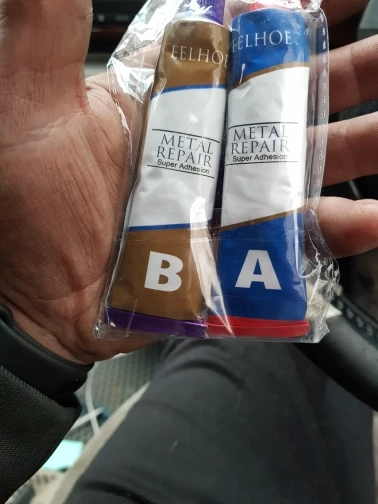 EELHOE
METAL
REPAIR
Super Adhesion
B
EELHOE
METAL
REPAIR
Super Adhesion
A